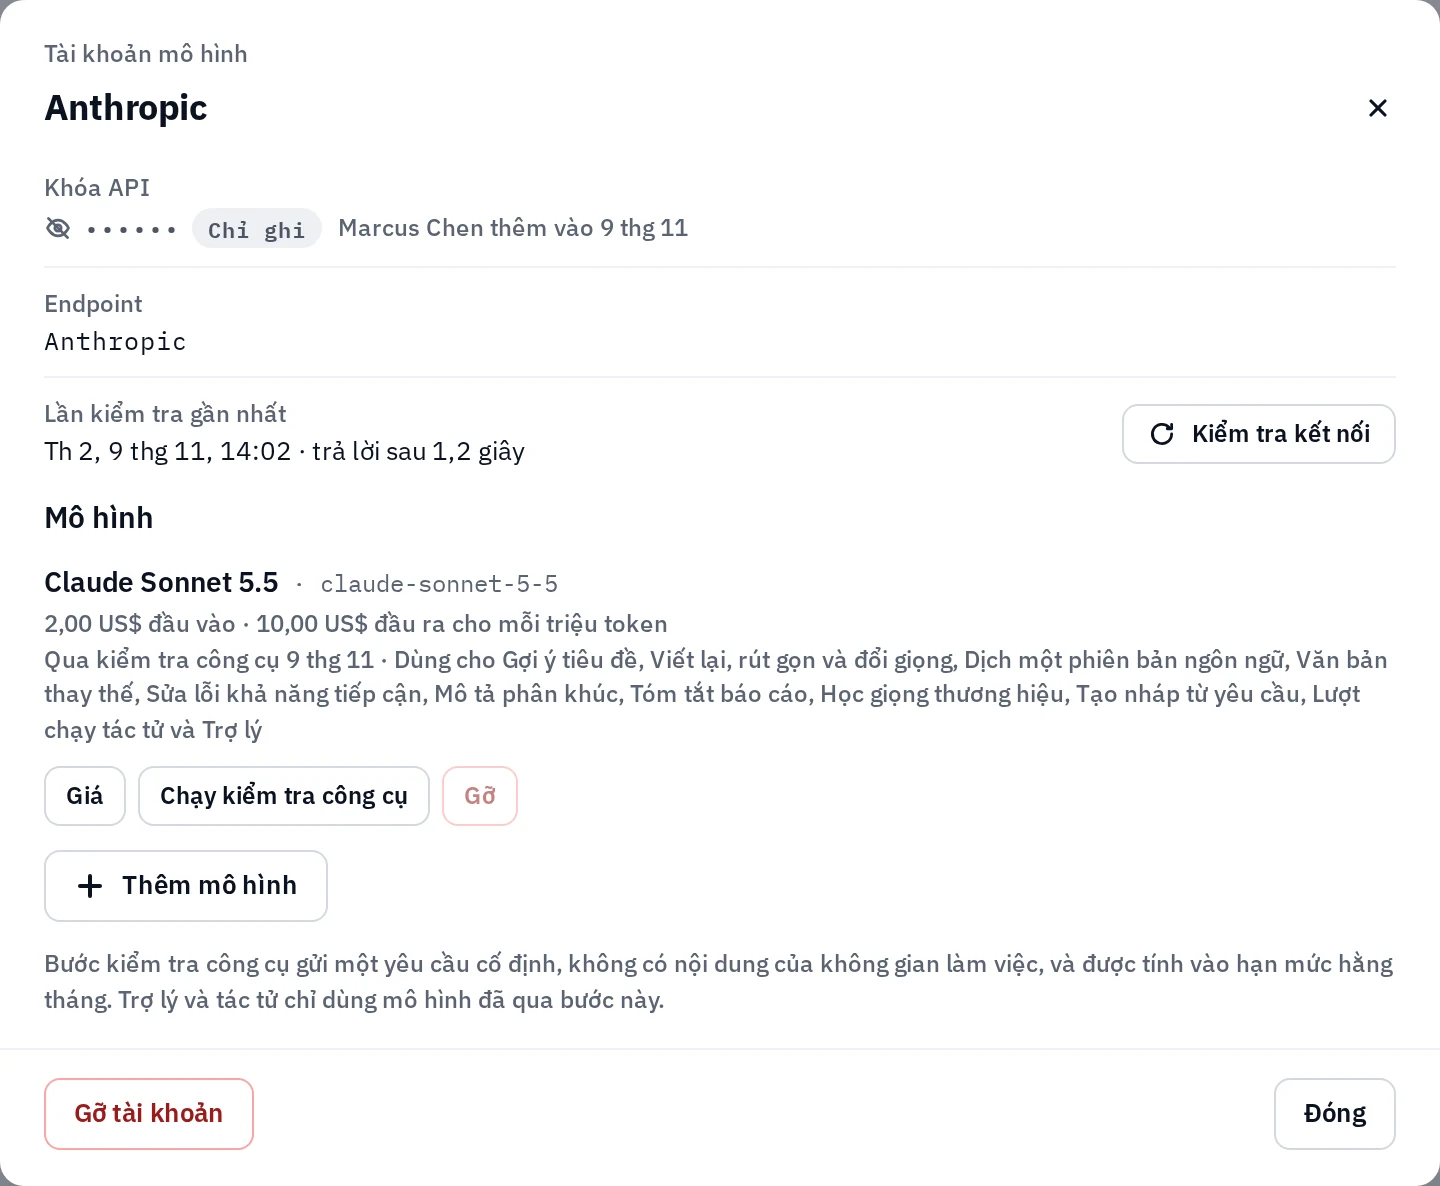 Tài khoản mô hình
Anthropic
Khóa API
•••••• Chỉ ghi Marcus Chen thêm vào 9 thg 11
Endpoint
Anthropic
Lần kiểm tra gần nhất
Th 2, 9 thg 11, 14:02 · trả lời sau 1,2 giây
Kiểm tra kết nối
Mô hình
Claude Sonnet 5.5 · claude-sonnet-5-5
2,00 US$ đầu vào · 10,00 US$ đầu ra cho mỗi triệu token
Qua kiểm tra công cụ 9 thg 11 · Dùng cho Gợi ý tiêu đề, Viết lại, rút gọn và đổi giọng, Dịch một phiên bản ngôn ngữ, Văn bản
thay thế, Sửa lỗi khả năng tiếp cận, Mô tả phân khúc, Tóm tắt báo cáo, Học giọng thương hiệu, Tạo nháp từ yêu cầu, Lượt
chạy tác tử và Trợ lý
Giá
Chạy kiểm tra công cụ
Gỡ
Thêm mô hình
Bước kiểm tra công cụ gửi một yêu cầu cố định, không có nội dung của không gian làm việc, và được tính vào hạn mức hằng
tháng. Trợ lý và tác tử chỉ dùng mô hình đã qua bước này.
Gỡ tài khoản
Đóng